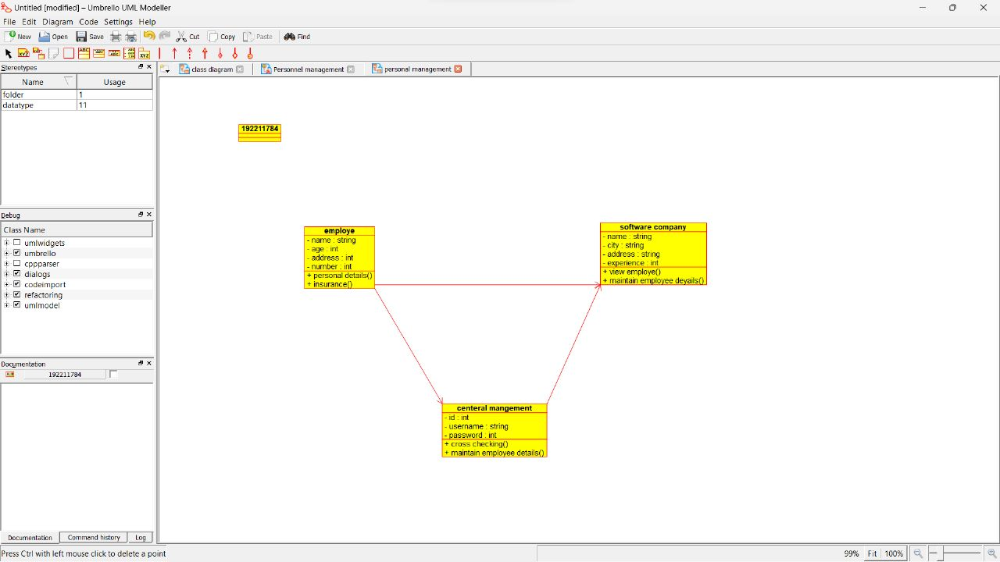 Untitled [modified] – Umbrello UML Modeller
File Edit Diagram Code Settings Help
New Open Save Cut Copy Paste Find
Stereotypes
Name Usage
folder 1
datatype 11
Debug
Class Name
umlwidgets
umbrello
cppparser
dialogs
codeimport
refactoring
umlmodel
Documentation
192211784
Documentation Command history Log
class diagram Personnel management personal management
192211784
employe
- name : string
- age : int
- address : int
- number : int
+ personal details()
+ insurance()
software company
- name : string
- city : string
- address : string
- experience : int
+ view employe()
+ maintain employee deyails()
centeral mangement
- id : int
- username : string
- password : int
+ cross checking()
+ maintain employee details()
Press Ctrl with left mouse click to delete a point
99% Fit 100%